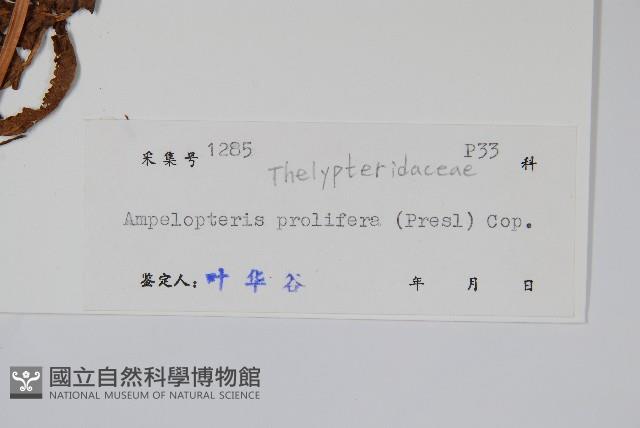 采集号 1285 P33 科
Thelypteridaceae
Ampelopteris prolifera (Presl) Cop.
鉴定人: 叶华谷 年 月 日
國立自然科學博物館
NATIONAL MUSEUM OF NATURAL SCIENCE